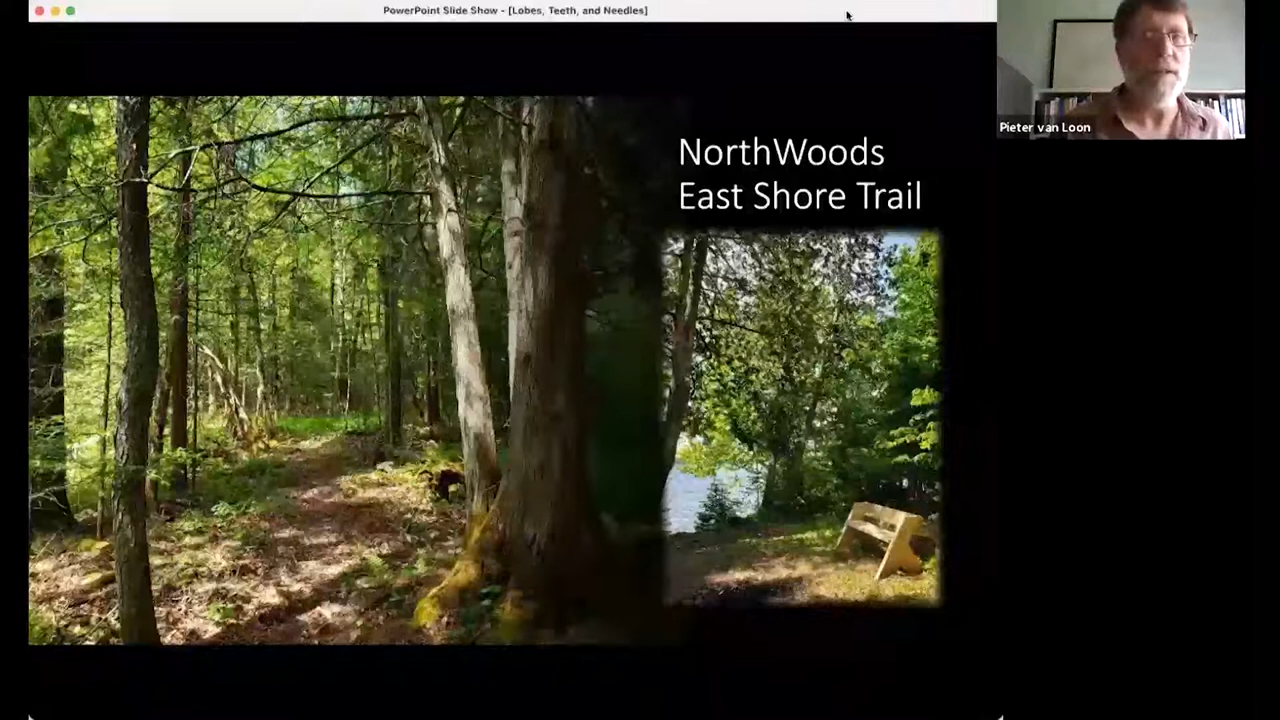 PowerPoint Slide Show - [Lobes, Teeth, and Needles]
Pieter van Loon
NorthWoods
East Shore Trail